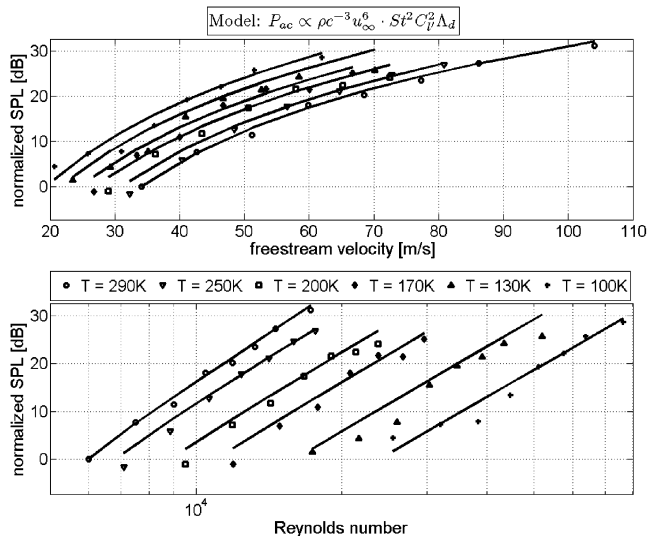 Model: P_ac ∝ ρc^−3 u_∞^6 · St^2 C_l'^2 Λ_d
normalized SPL [dB]
30
20
10
0
20 30 40 50 60 70 80 90 100 110
freestream velocity [m/s]
T = 290K T = 250K T = 200K T = 170K T = 130K T = 100K
normalized SPL [dB]
30
20
10
0
10^4
Reynolds number